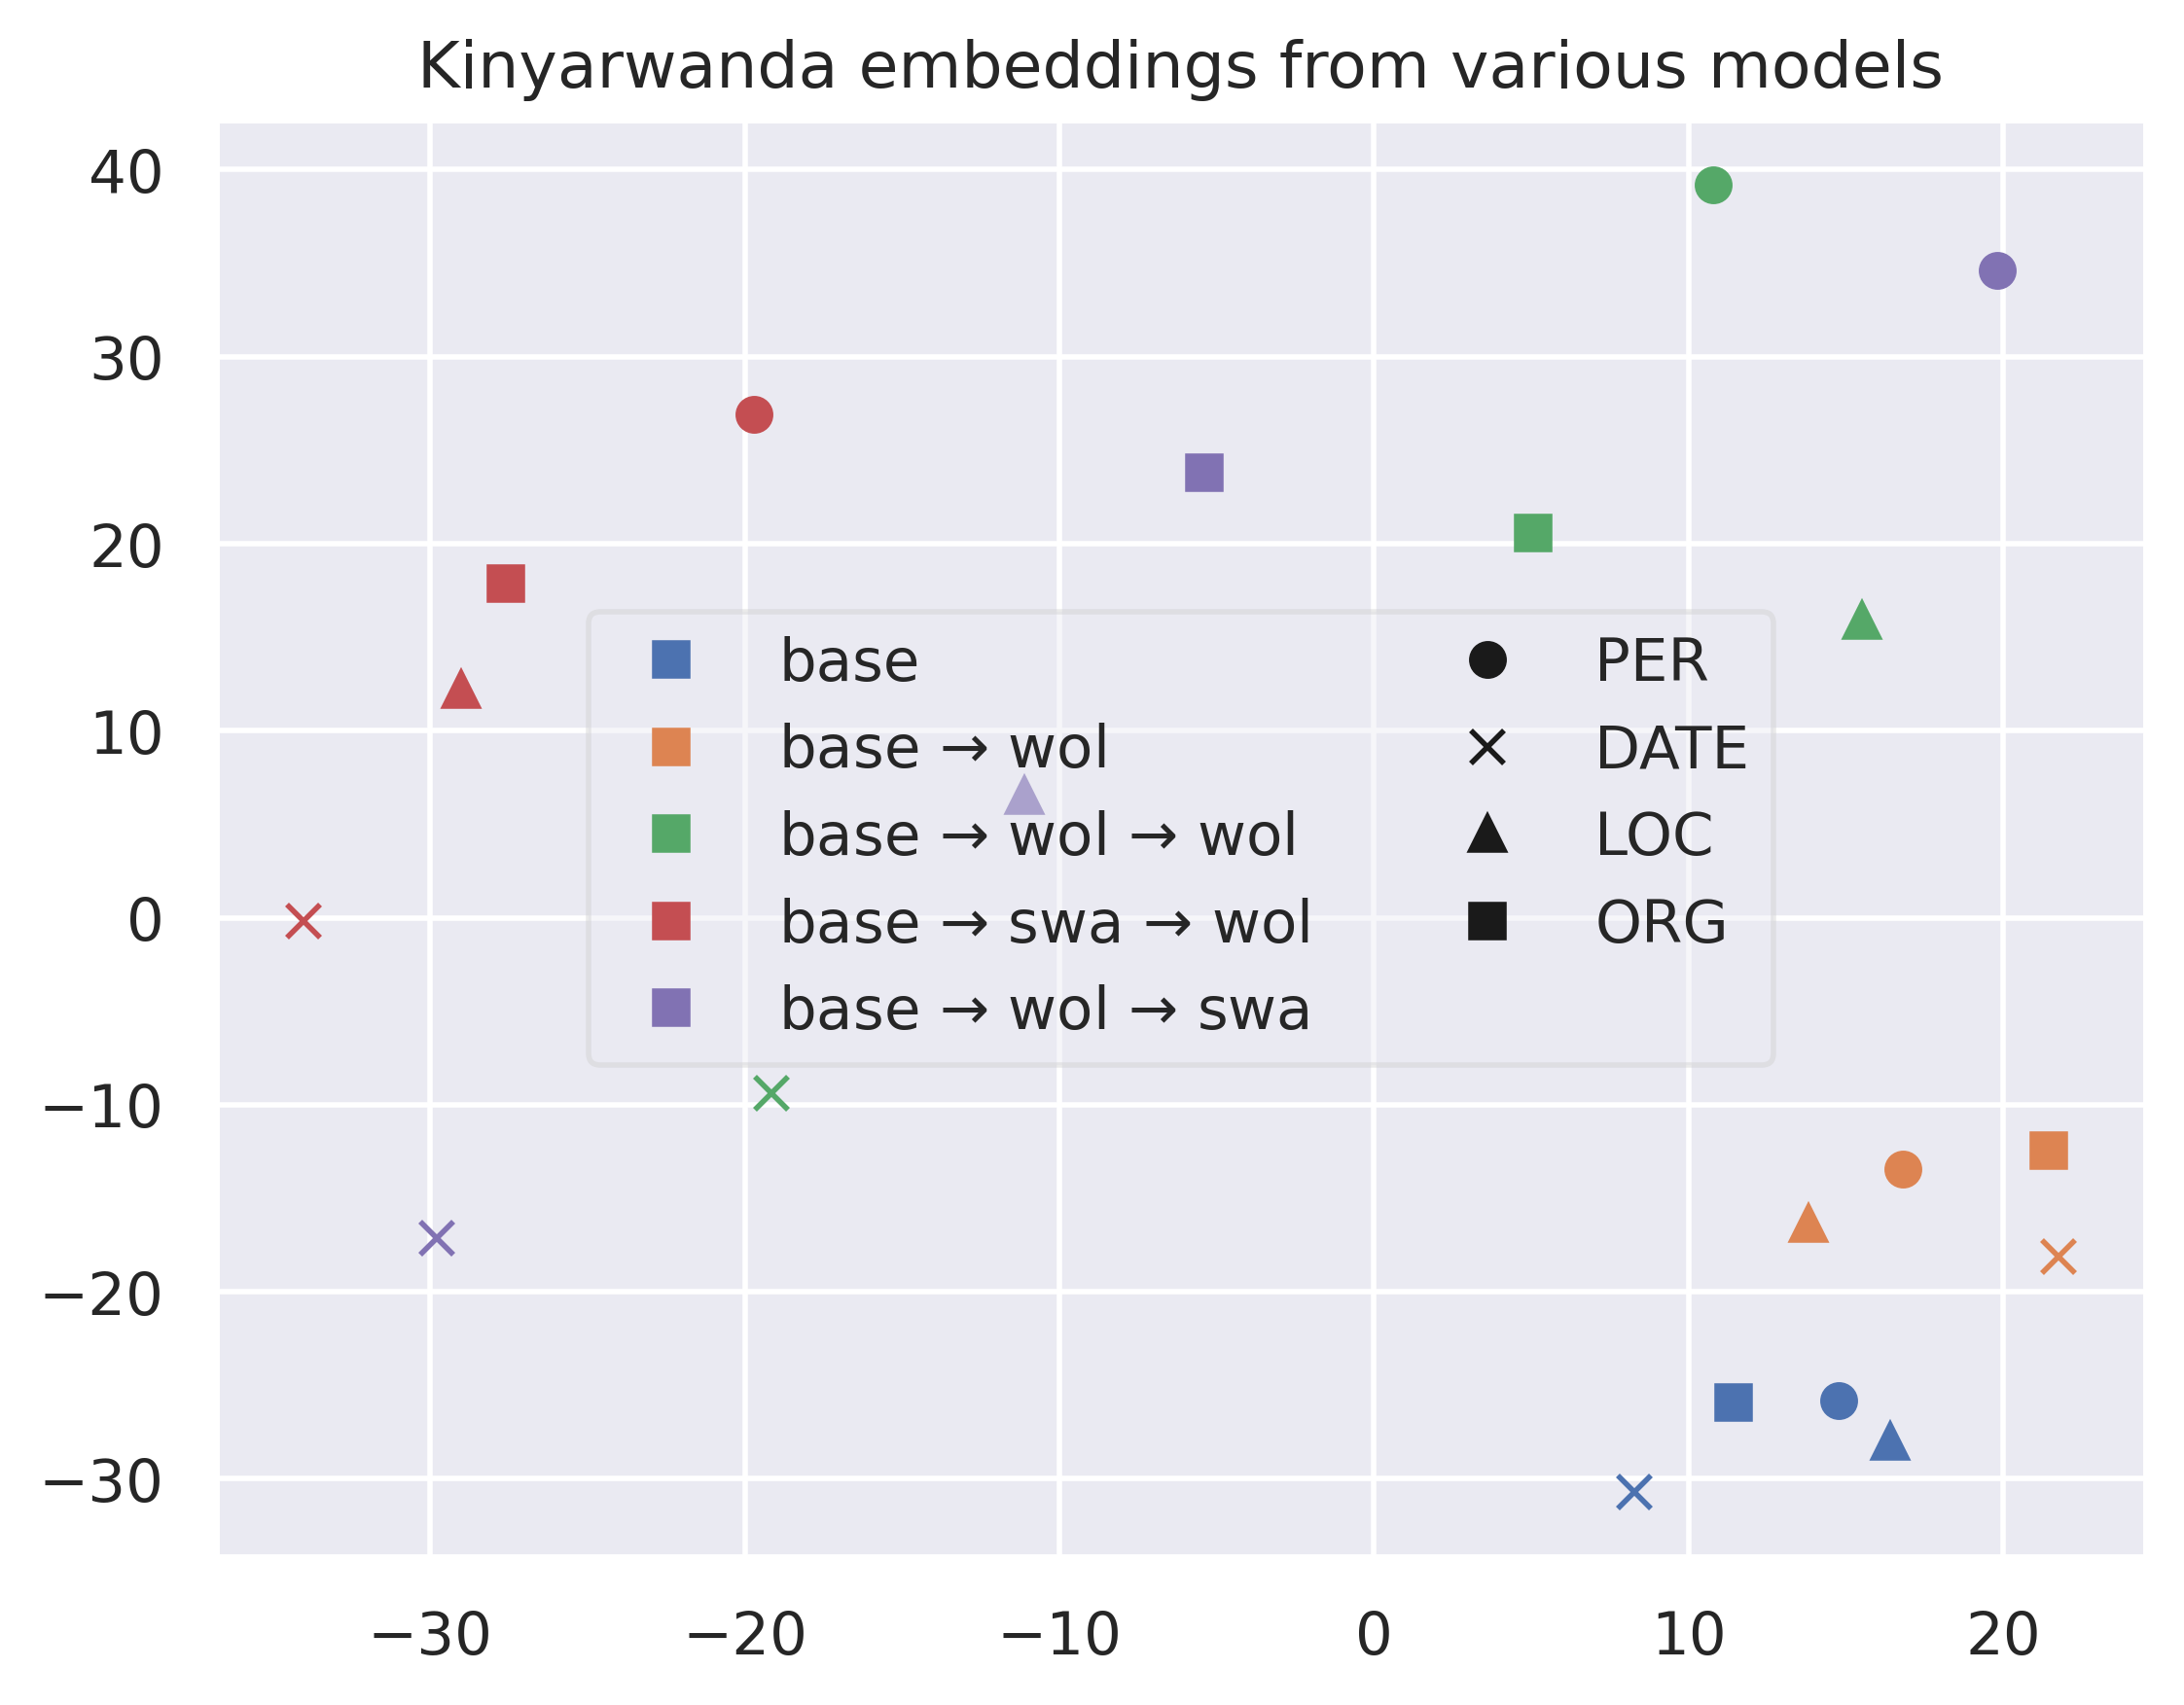 Kinyarwanda embeddings from various models
40
30
20
10
0
−10
−20
−30
base
base → wol
base → wol → wol
base → swa → wol
base → wol → swa
PER
DATE
LOC
ORG
−30 −20 −10 0 10 20